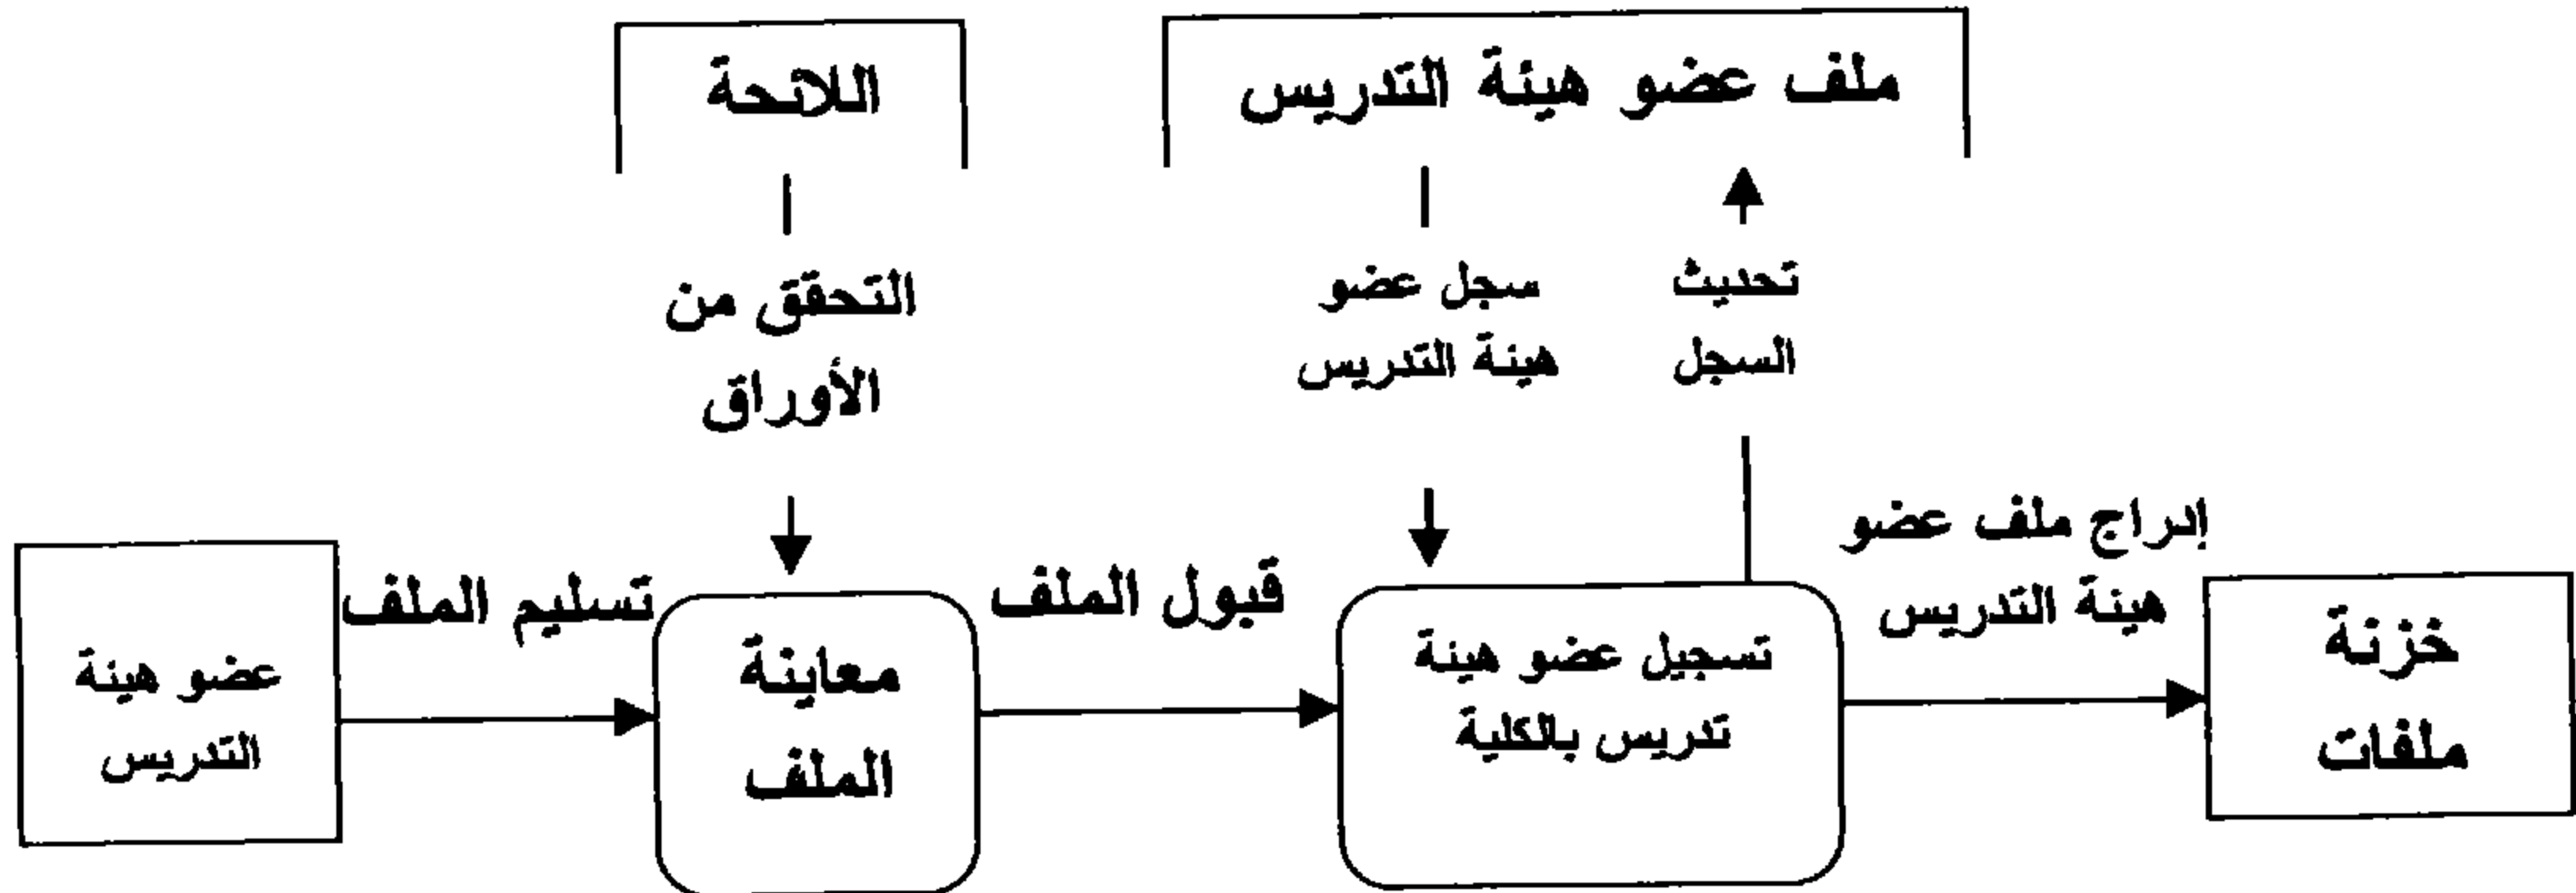 اللائحة
ملف عضو هيئة التدريس
التحقق من
الأوراق
سجل عضو
هيئة التدريس
تحديث
السجل
عضو هيئة
التدريس
تسليم الملف
معاينة
الملف
قبول الملف
تسجيل عضو هيئة
تدريس بالكلية
إدراج ملف عضو
هيئة التدريس
خزنة
ملفات